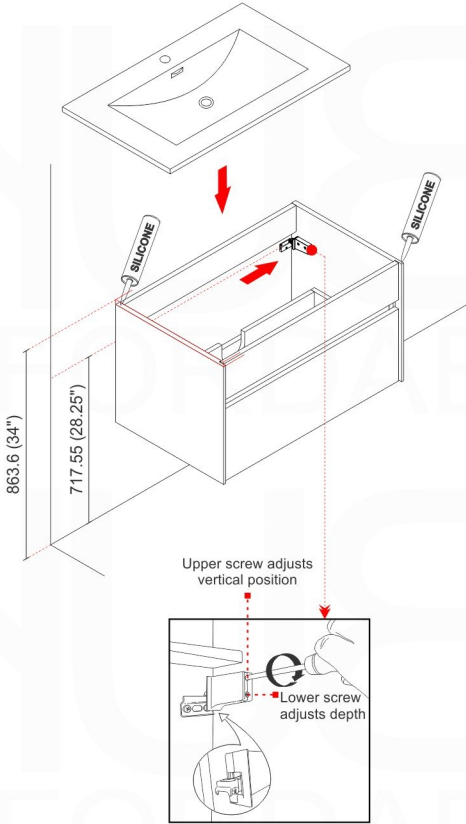 SILICONE
SILICONE
863.6 (34")
717.55 (28.25")
Upper screw adjusts
vertical position
Lower screw
adjusts depth